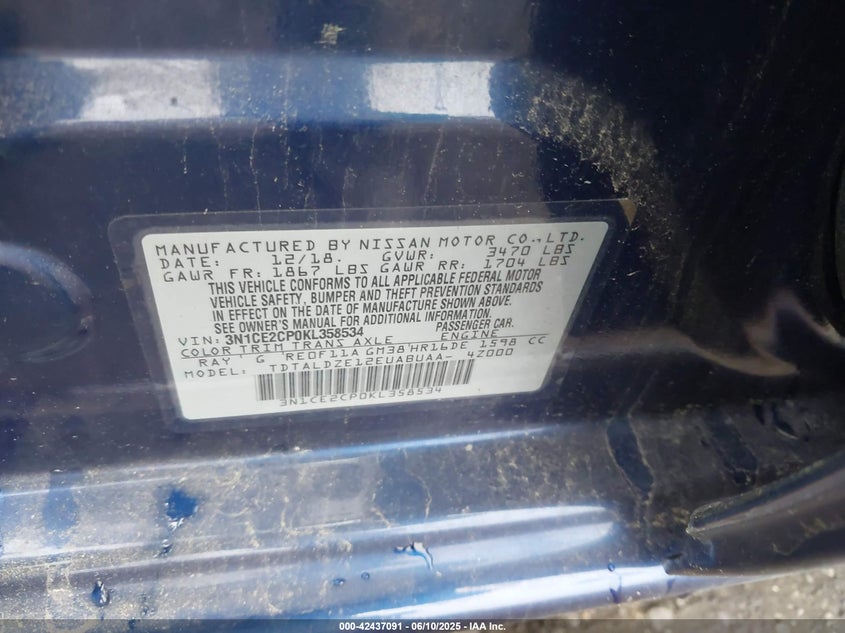 MANUFACTURED BY NISSAN MOTOR CO., LTD.
DATE: 12/18. GVWR: 3470 LBS
GAWR FR: 1867 LBS GAWR RR: 1704 LBS
THIS VEHICLE CONFORMS TO ALL APPLICABLE FEDERAL MOTOR
VEHICLE SAFETY, BUMPER AND THEFT PREVENTION STANDARDS
IN EFFECT ON THE DATE OF MANUFACTURE SHOWN ABOVE.
SEE OWNER'S MANUAL FOR ADDITIONAL INFORMATION.
VIN: 3N1CE2CP0KL358534 PASSENGER CAR.
COLOR TRIM TRANS AXLE ENGINE
RAY G RE0F11A GM38 HR16DE 1598 CC
MODEL: TDTALDZE12EUABUAA- 4Z000
3N1CE2CP0KL358534
000-42437091 - 06/10/2025 - IAA Inc.